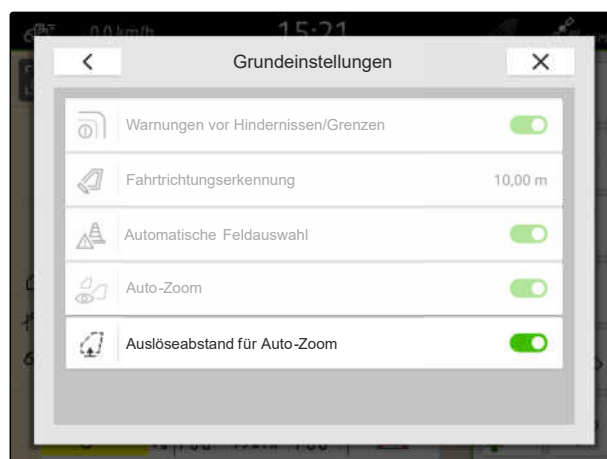 0,0 km/h 15:21
Grundeinstellungen
Warnungen vor Hindernissen/Grenzen
Fahrtrichtungserkennung 10,00 m
Automatische Feldauswahl
Auto-Zoom
Auslöseabstand für Auto-Zoom